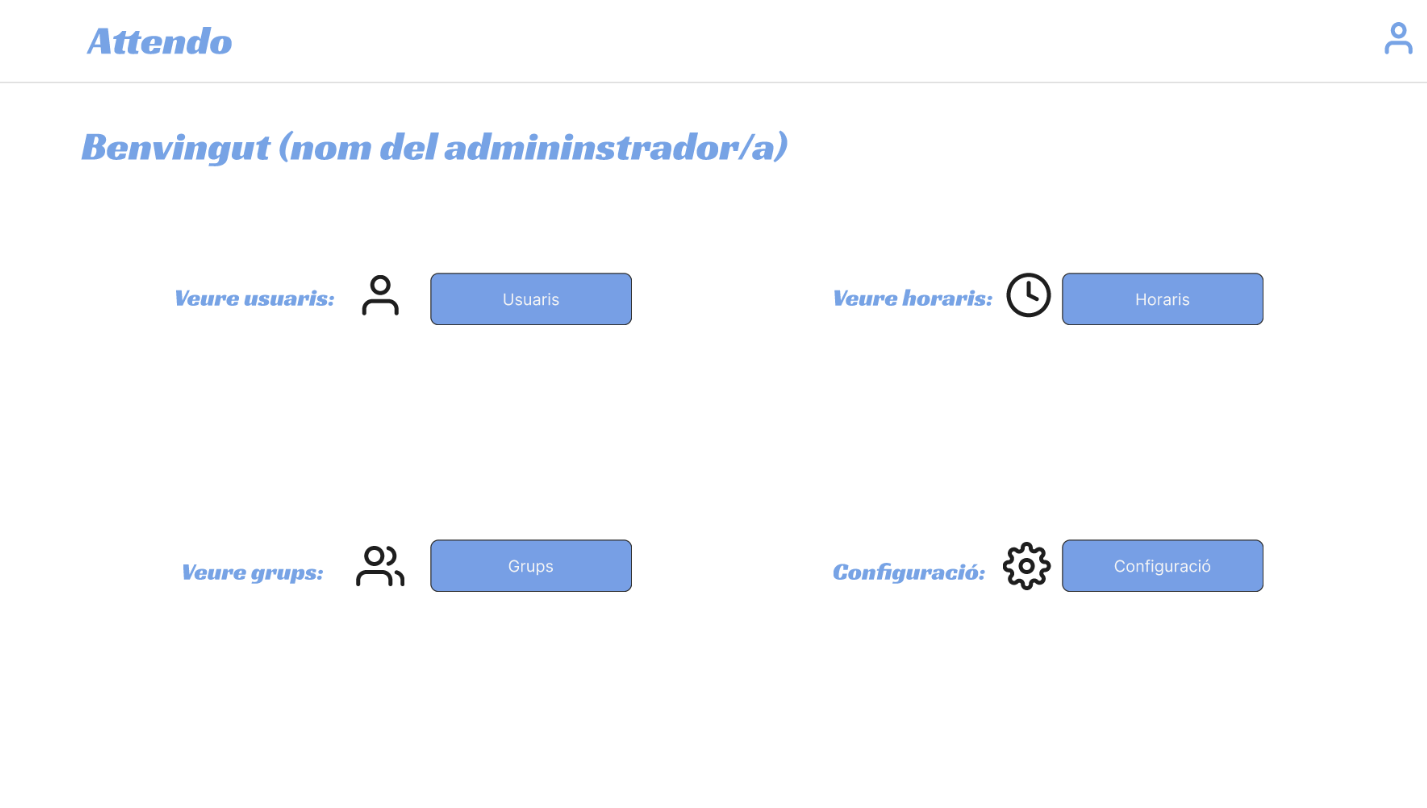 Attendo
Benvingut (nom del admininstrador/a)
Veure usuaris:
Usuaris
Veure horaris:
Horaris
Veure grups:
Grups
Configuració:
Configuració